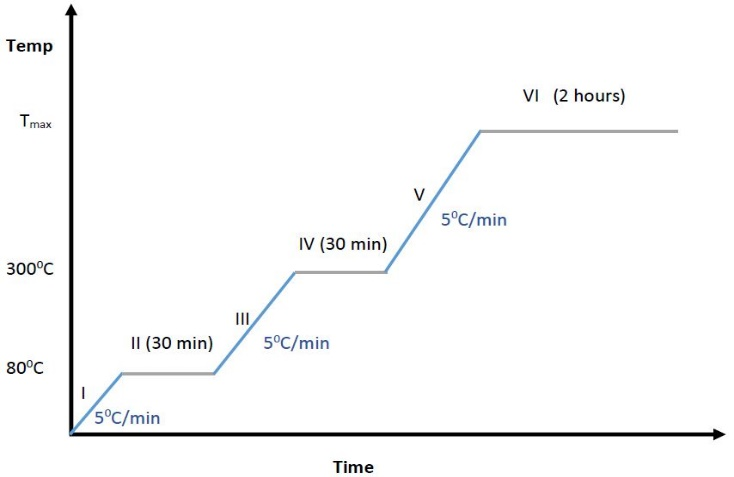 Temp
VI (2 hours)
Tmax
V
5⁰C/min
IV (30 min)
300⁰C
III
II (30 min)
5⁰C/min
80⁰C
I
5⁰C/min
Time